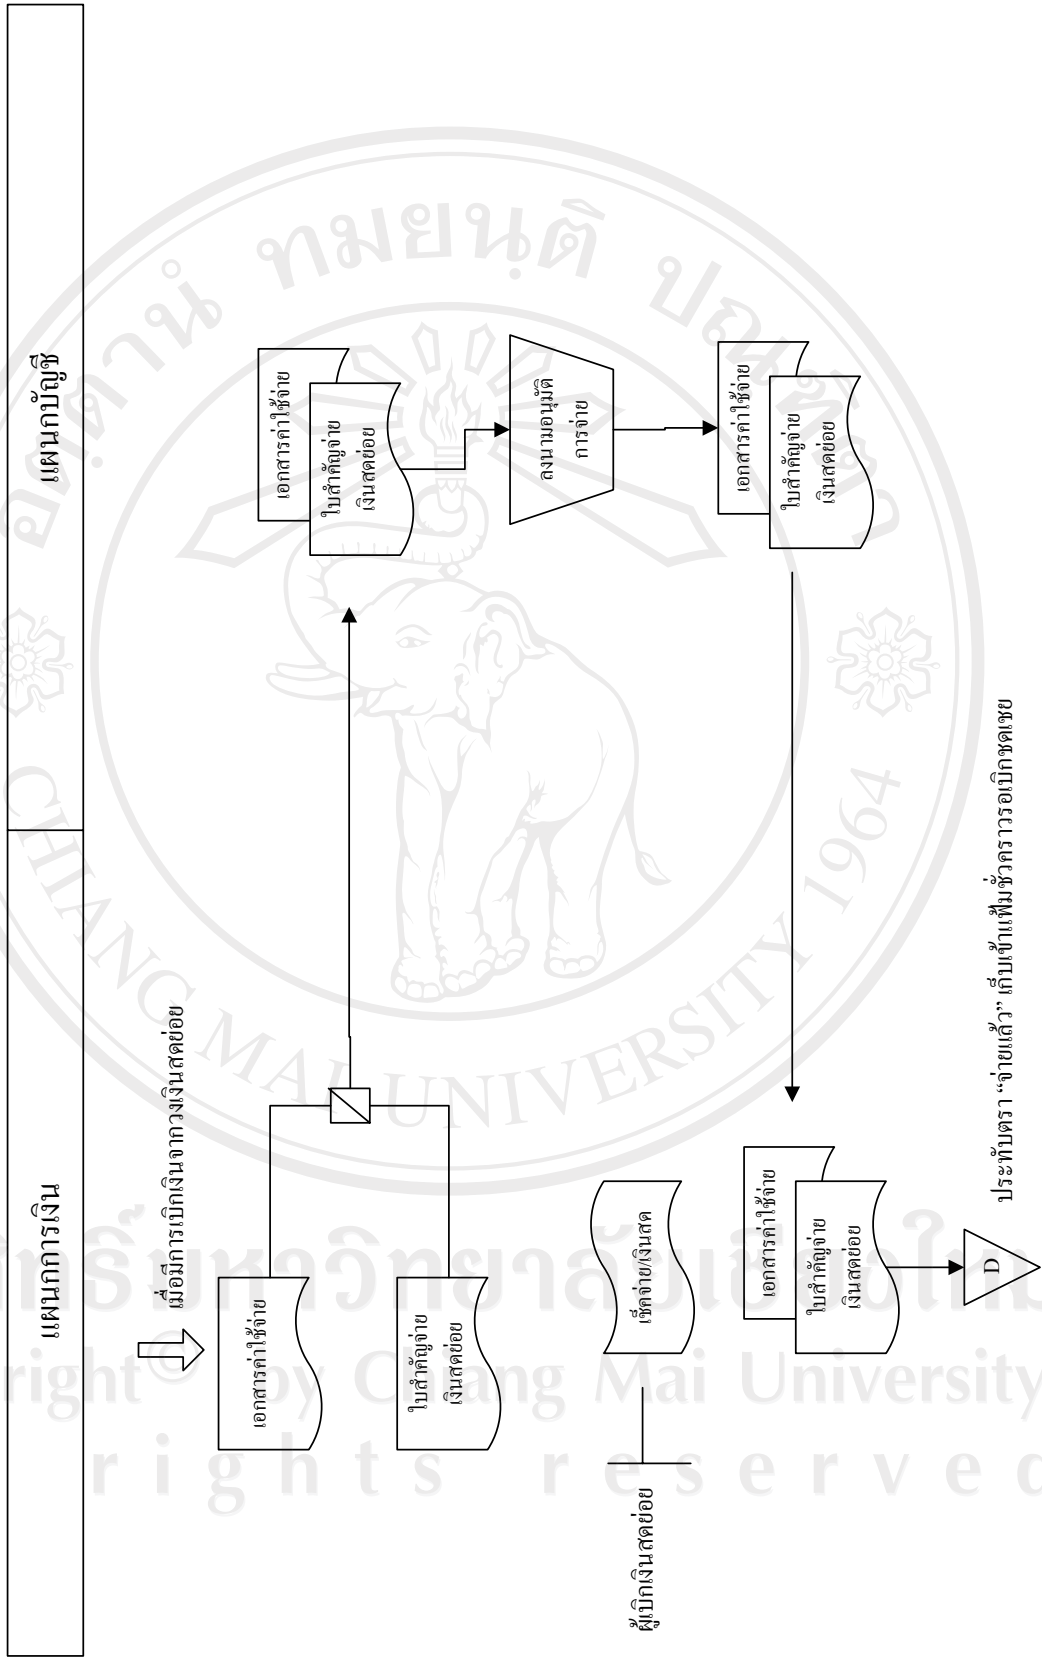 แผนกการเงิน
แผนกบัญชี
เมื่อมีการเบิกเงินจากวงเงินสดย่อย
เอกสารค่าใช้จ่าย
ใบสำคัญจ่าย
เงินสดย่อย
เอกสารค่าใช้จ่าย
ใบสำคัญจ่าย
เงินสดย่อย
ลงนามอนุมัติ
การจ่าย
ผู้เบิกเงินสดย่อย
เช็คจ่าย/เงินสด
เอกสารค่าใช้จ่าย
ใบสำคัญจ่าย
เงินสดย่อย
เอกสารค่าใช้จ่าย
ใบสำคัญจ่าย
เงินสดย่อย
D
ประทับตรา “จ่ายแล้ว” เก็บเข้าแฟ้มชั่วคราวรอเบิกชดเชย
CHIANG MAI UNIVERSITY 1964
by Chiang Mai University
rights reserved